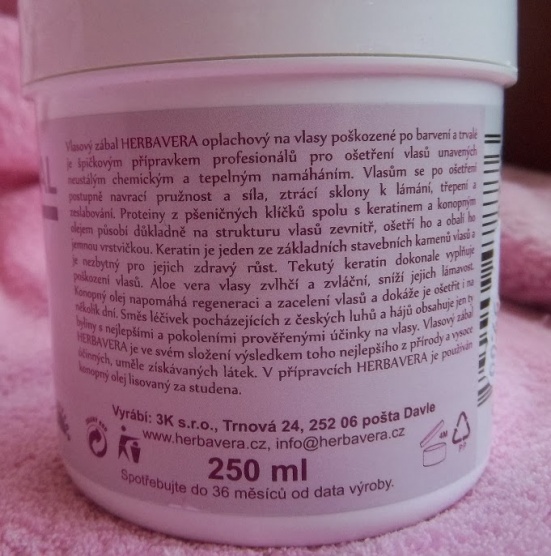 Vlasový zábal HERBAVERA oplachový na vlasy poškozené po barvení a trvalé
je špičkovým přípravkem profesionálů pro ošetření vlasů unavených
neustálým chemickým a tepelným namáháním. Vlasům se po ošetření
postupně navrací pružnost a síla, ztrácí sklony k lámání, třepení a
zeslabování. Proteiny z pšeničných klíčků spolu s keratinem a konopným
olejem působí důkladně na strukturu vlasů zevnitř, ošetří ho a obalí ho
jemnou vrstvičkou. Keratin je jeden ze základních stavebních kamenů vlasů a
je nezbytný pro jejich zdravý růst. Tekutý keratin dokonale vyplňuje
poškození vlasů. Aloe vera vlasy zvlhčí a zvláční, sníží jejich lámavost.
Konopný olej napomáhá regeneraci a zacelení vlasů a dokáže je ošetřit i na
několik dní. Směs léčivek pocházejících z českých luhů a hájů obsahuje jen ty
byliny s nejlepšími a pokoleními prověřenými účinky na vlasy. Vlasový zábal
HERBAVERA je ve svém složení výsledkem toho nejlepšího z přírody a vysoce
účinných, uměle získávaných látek. V přípravcích HERBAVERA je používán
konopný olej lisovaný za studena.
Vyrábí: 3K s.r.o., Trnová 24, 252 06 pošta Davle
www.herbavera.cz, info@herbavera.cz
4M
PP
250 ml
Spotřebujte do 36 měsíců od data výroby.